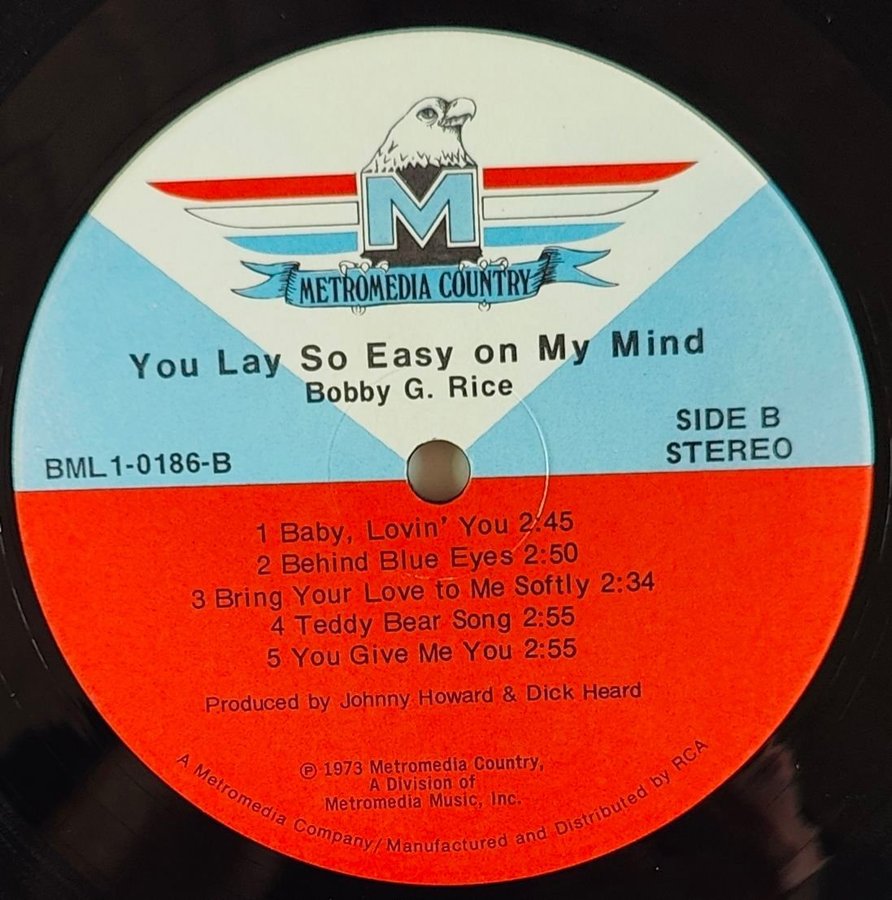 M
METROMEDIA COUNTRY
You Lay So Easy on My Mind
Bobby G. Rice
SIDE B
STEREO
BML1-0186-B
1 Baby, Lovin' You 2:45
2 Behind Blue Eyes 2:50
3 Bring Your Love to Me Softly 2:34
4 Teddy Bear Song 2:55
5 You Give Me You 2:55
Produced by Johnny Howard & Dick Heard
℗ 1973 Metromedia Country,
A Division of
Metromedia Music, Inc.
A Metromedia Company/Manufactured and Distributed by RCA